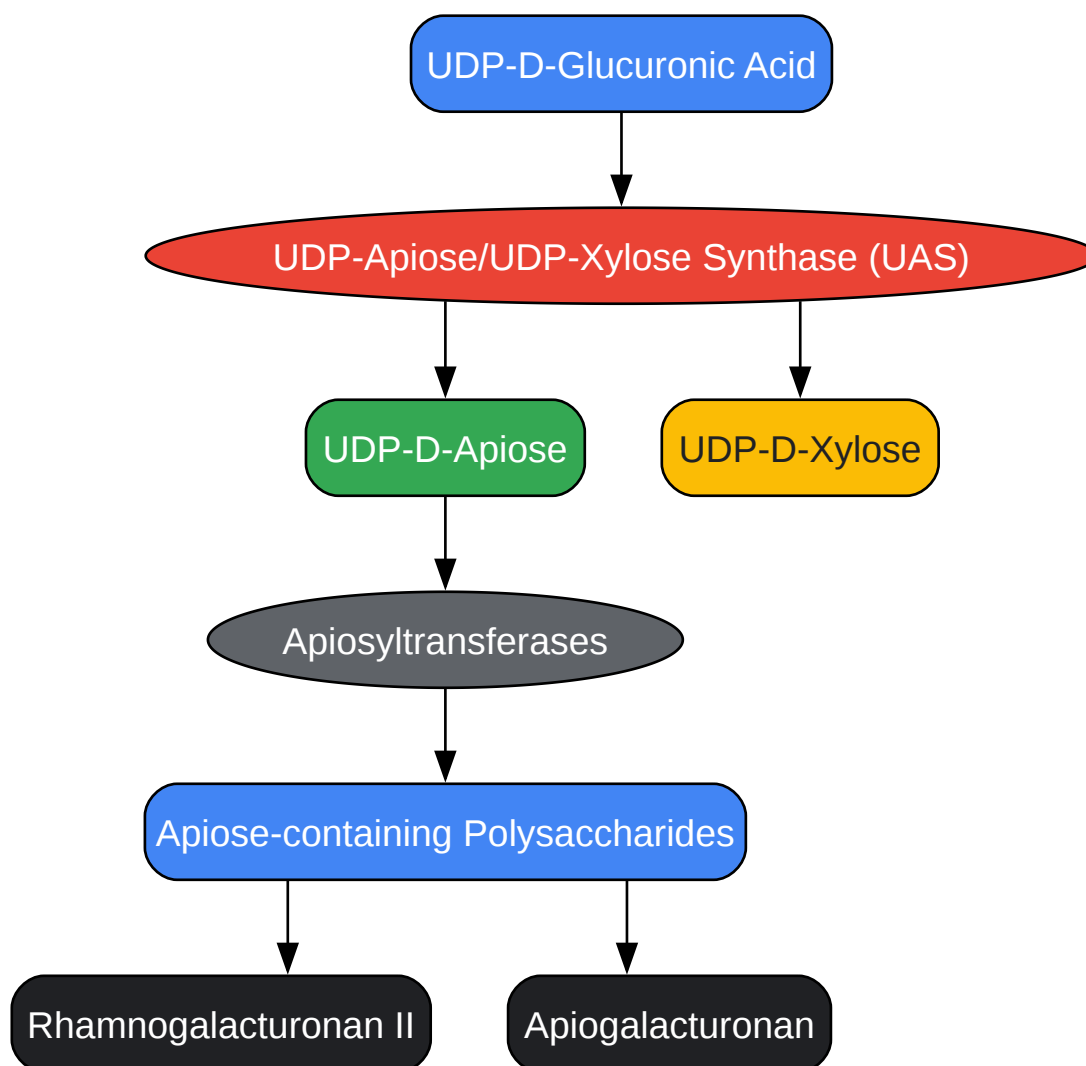 UDP-D-Glucuronic Acid
UDP-Apiose/UDP-Xylose Synthase (UAS)
UDP-D-Apiose
UDP-D-Xylose
Apiosyltransferases
Apiose-containing Polysaccharides
Rhamnogalacturonan II
Apiogalacturonan